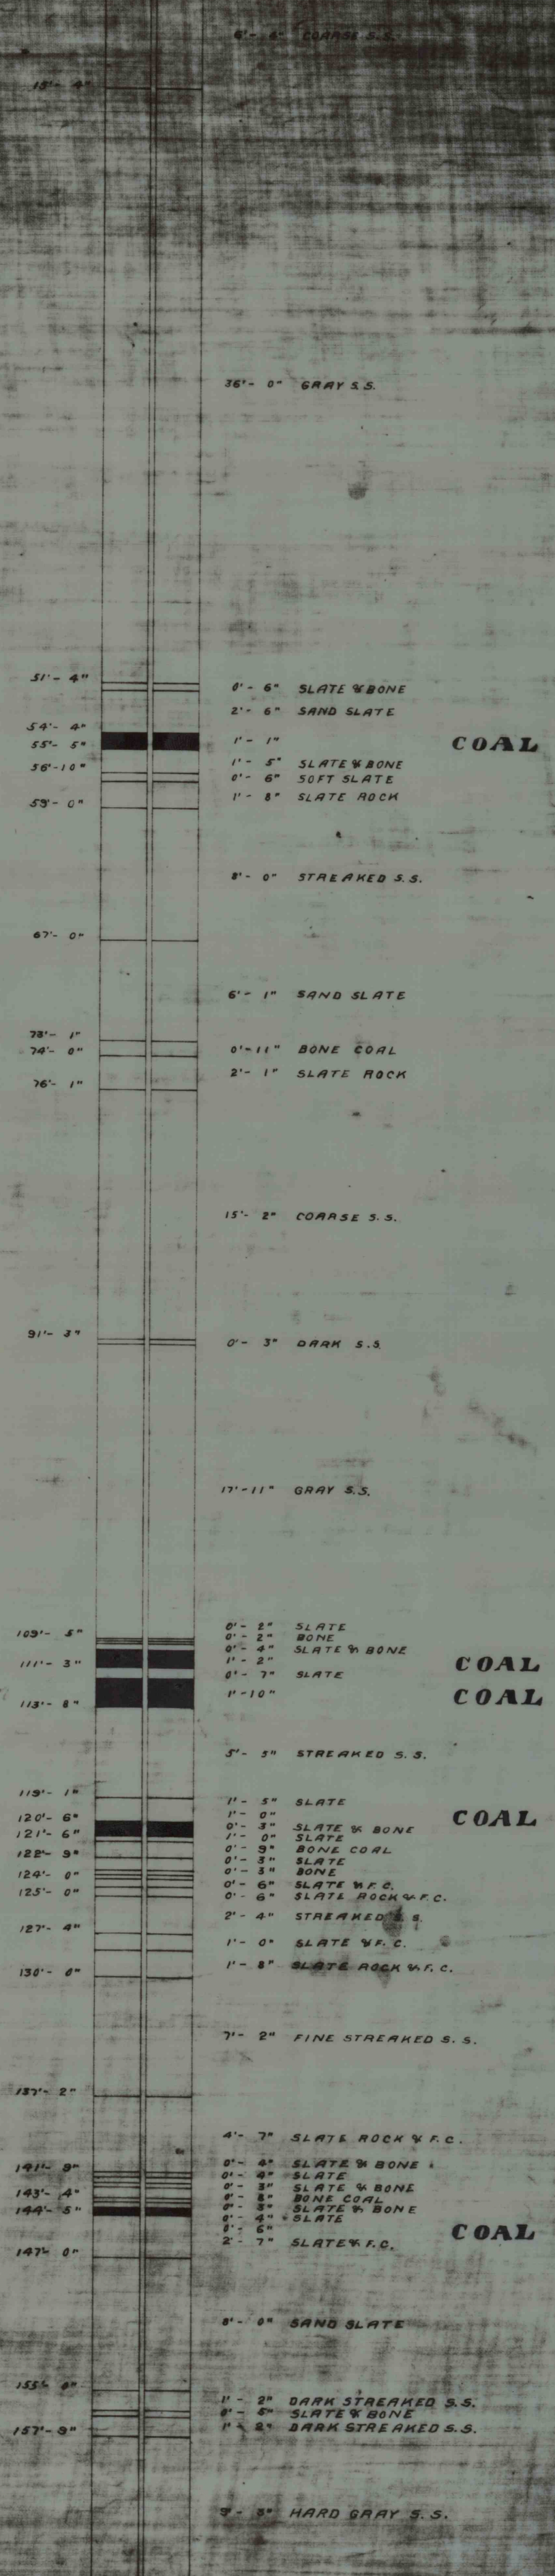 6'- 6" COARSE S.S.
15'- 4"
36'- 0" GRAY S.S.
51'- 4"
0'- 6" SLATE & BONE
2'- 6" SAND SLATE
54'- 4"
1'- 1" COAL
55'- 5"
1'- 5" SLATE & BONE
56'-10"
0'- 6" SOFT SLATE
1'- 8" SLATE ROCK
59'- 0"
8'- 0" STREAKED S.S.
67'- 0"
6'- 1" SAND SLATE
73'- 1"
0'-11" BONE COAL
74'- 0"
2'- 1" SLATE ROCK
76'- 1"
15'- 2" COARSE S.S.
91'- 3"
0'- 3" DARK S.S.
17'-11" GRAY S.S.
0'- 2" SLATE
109'- 5"
0'- 2" BONE
0'- 4" SLATE & BONE
1'- 2" COAL
111'- 3"
0'- 7" SLATE
1'-10" COAL
113'- 8"
5'- 5" STREAKED S.S.
119'- 1"
1'- 5" SLATE
120'- 6"
1'- 0" COAL
121'- 6"
0'- 3" SLATE & BONE
1'- 0" SLATE
122'- 9"
0'- 9" BONE COAL
0'- 3" SLATE
0'- 3" BONE
124'- 0"
0'- 6" SLATE & F.C.
125'- 0"
0'- 6" SLATE ROCK & F.C.
2'- 4" STREAKED S.S.
127'- 4"
1'- 0" SLATE & F.C.
1'- 8" SLATE ROCK & F.C.
130'- 0"
7'- 2" FINE STREAKED S.S.
137'- 2"
4'- 7" SLATE ROCK & F.C.
141'- 9"
0'- 4" SLATE & BONE
0'- 4" SLATE
0'- 3" SLATE & BONE
143'- 4"
0'- 8" BONE COAL
0'- 3" SLATE & BONE
144'- 5"
0'- 4" SLATE
0'- 6" COAL
2'- 7" SLATE & F.C.
147'- 0"
8'- 0" SAND SLATE
155'- 0"
1'- 2" DARK STREAKED S.S.
0'- 5" SLATE & BONE
1'- 2" DARK STREAKED S.S.
157'- 9"
HARD GRAY S.S.